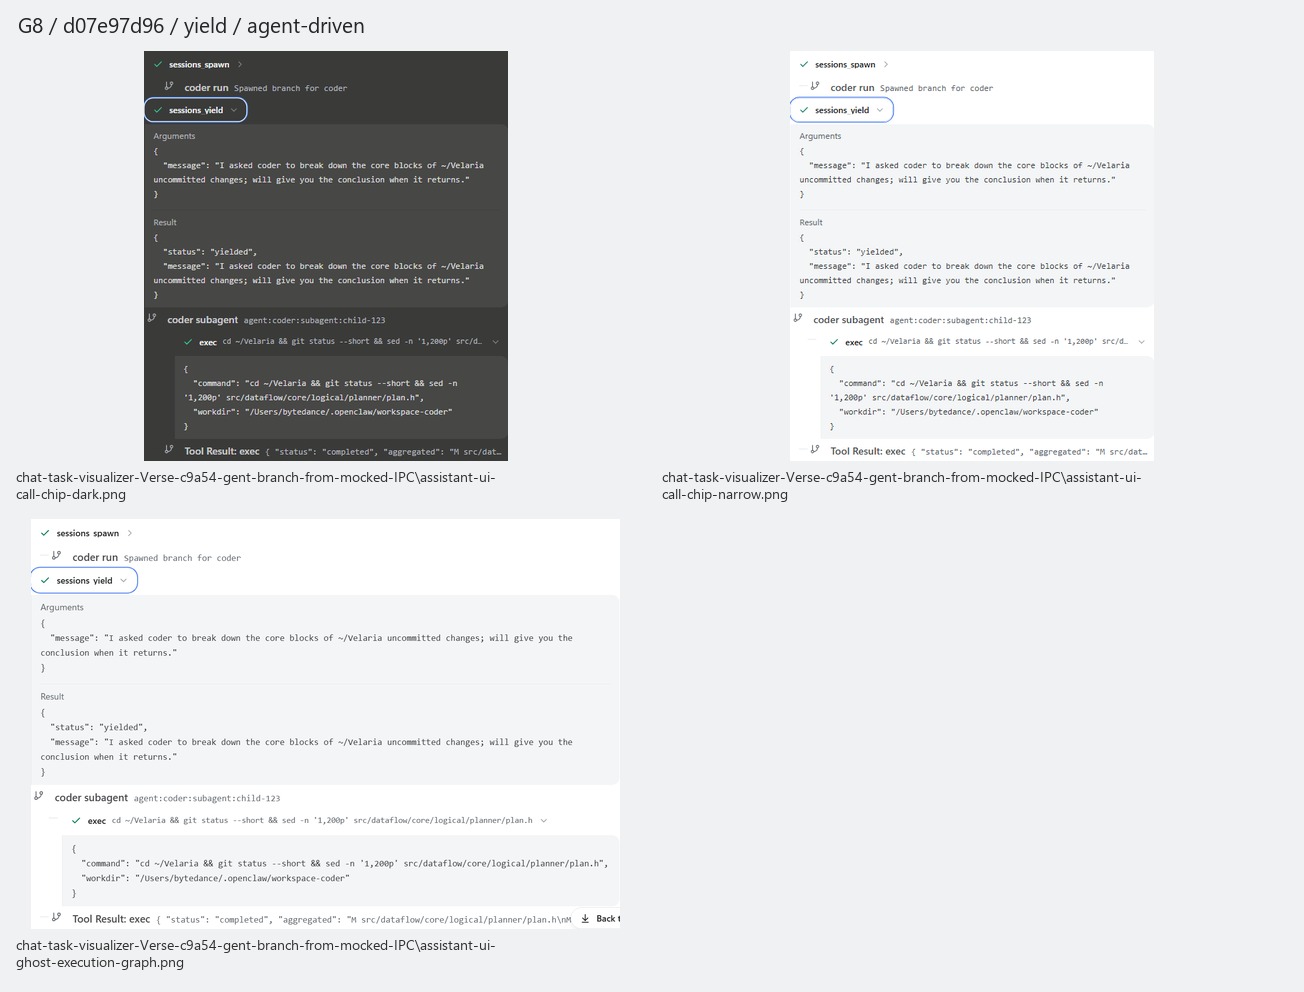 G8 / d07e97d96 / yield / agent-driven
sessions_spawn
coder run Spawned branch for coder
sessions_yield
Arguments
{
"message": "I asked coder to break down the core blocks of ~/Velaria
uncommitted changes; will give you the conclusion when it returns."
}
Result
{
"status": "yielded",
"message": "I asked coder to break down the core blocks of ~/Velaria
uncommitted changes; will give you the conclusion when it returns."
}
coder subagent agent:coder:subagent:child-123
exec cd ~/Velaria && git status --short && sed -n '1,200p' src/d…
{
"command": "cd ~/Velaria && git status --short && sed -n
'1,200p' src/dataflow/core/logical/planner/plan.h",
"workdir": "/Users/bytedance/.openclaw/workspace-coder"
}
Tool Result: exec { "status": "completed", "aggregated": "M src/dat…
chat-task-visualizer-Verse-c9a54-gent-branch-from-mocked-IPC\assistant-ui-
call-chip-dark.png
sessions_spawn
coder run Spawned branch for coder
sessions_yield
Arguments
{
"message": "I asked coder to break down the core blocks of ~/Velaria
uncommitted changes; will give you the conclusion when it returns."
}
Result
{
"status": "yielded",
"message": "I asked coder to break down the core blocks of ~/Velaria
uncommitted changes; will give you the conclusion when it returns."
}
coder subagent agent:coder:subagent:child-123
exec cd ~/Velaria && git status --short && sed -n '1,200p' src/d…
{
"command": "cd ~/Velaria && git status --short && sed -n
'1,200p' src/dataflow/core/logical/planner/plan.h",
"workdir": "/Users/bytedance/.openclaw/workspace-coder"
}
Tool Result: exec { "status": "completed", "aggregated": "M src/dat…
chat-task-visualizer-Verse-c9a54-gent-branch-from-mocked-IPC\assistant-ui-
call-chip-narrow.png
sessions_spawn
coder run Spawned branch for coder
sessions_yield
Arguments
{
"message": "I asked coder to break down the core blocks of ~/Velaria uncommitted changes; will give you the
conclusion when it returns."
}
Result
{
"status": "yielded",
"message": "I asked coder to break down the core blocks of ~/Velaria uncommitted changes; will give you the
conclusion when it returns."
}
coder subagent agent:coder:subagent:child-123
exec cd ~/Velaria && git status --short && sed -n '1,200p' src/dataflow/core/logical/planner/plan.h
{
"command": "cd ~/Velaria && git status --short && sed -n '1,200p' src/dataflow/core/logical/planner/plan.h",
"workdir": "/Users/bytedance/.openclaw/workspace-coder"
}
Tool Result: exec { "status": "completed", "aggregated": "M src/dataflow/core/logical/planner/plan.h\nM
Back t
chat-task-visualizer-Verse-c9a54-gent-branch-from-mocked-IPC\assistant-ui-
ghost-execution-graph.png